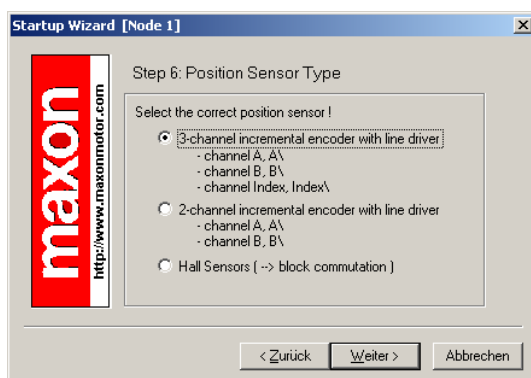 Startup Wizard [Node 1]
maxon
http://www.maxonmotor.com
Step 6: Position Sensor Type
Select the correct position sensor !
3-channel incremental encoder with line driver
- channel A, A\
- channel B, B\
- channel Index, Index\
2-channel incremental encoder with line driver
- channel A, A\
- channel B, B\
Hall Sensors ( --> block commutation )
< Zurück
Weiter >
Abbrechen